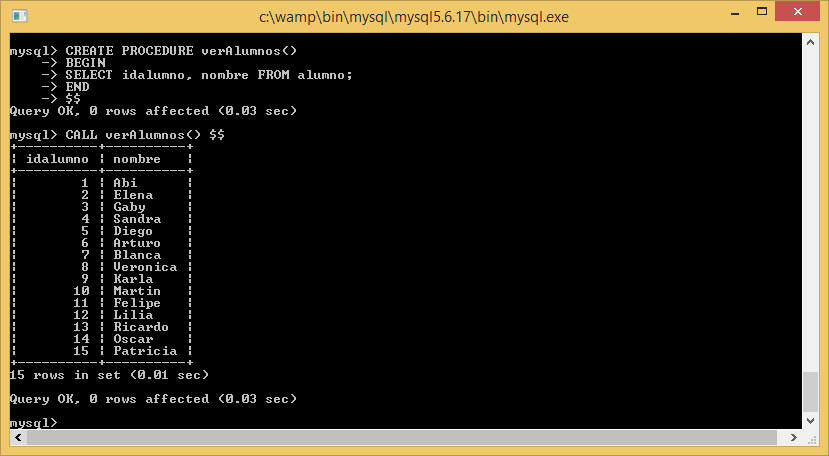 c:\wamp\bin\mysql\mysql5.6.17\bin\mysql.exe
mysql> CREATE PROCEDURE verAlumnos()
    -> BEGIN
    -> SELECT idalumno, nombre FROM alumno;
    -> END
    -> $$
Query OK, 0 rows affected (0.03 sec)
mysql> CALL verAlumnos() $$
+----------+----------+
¦ idalumno ¦ nombre   ¦
+----------+----------+
¦        1 ¦ Abi      ¦
¦        2 ¦ Elena    ¦
¦        3 ¦ Gaby     ¦
¦        4 ¦ Sandra   ¦
¦        5 ¦ Diego    ¦
¦        6 ¦ Arturo   ¦
¦        7 ¦ Blanca   ¦
¦        8 ¦ Veronica ¦
¦        9 ¦ Karla    ¦
¦       10 ¦ Martin   ¦
¦       11 ¦ Felipe   ¦
¦       12 ¦ Lilia    ¦
¦       13 ¦ Ricardo  ¦
¦       14 ¦ Oscar    ¦
¦       15 ¦ Patricia ¦
+----------+----------+
15 rows in set (0.01 sec)
Query OK, 0 rows affected (0.03 sec)
mysql>